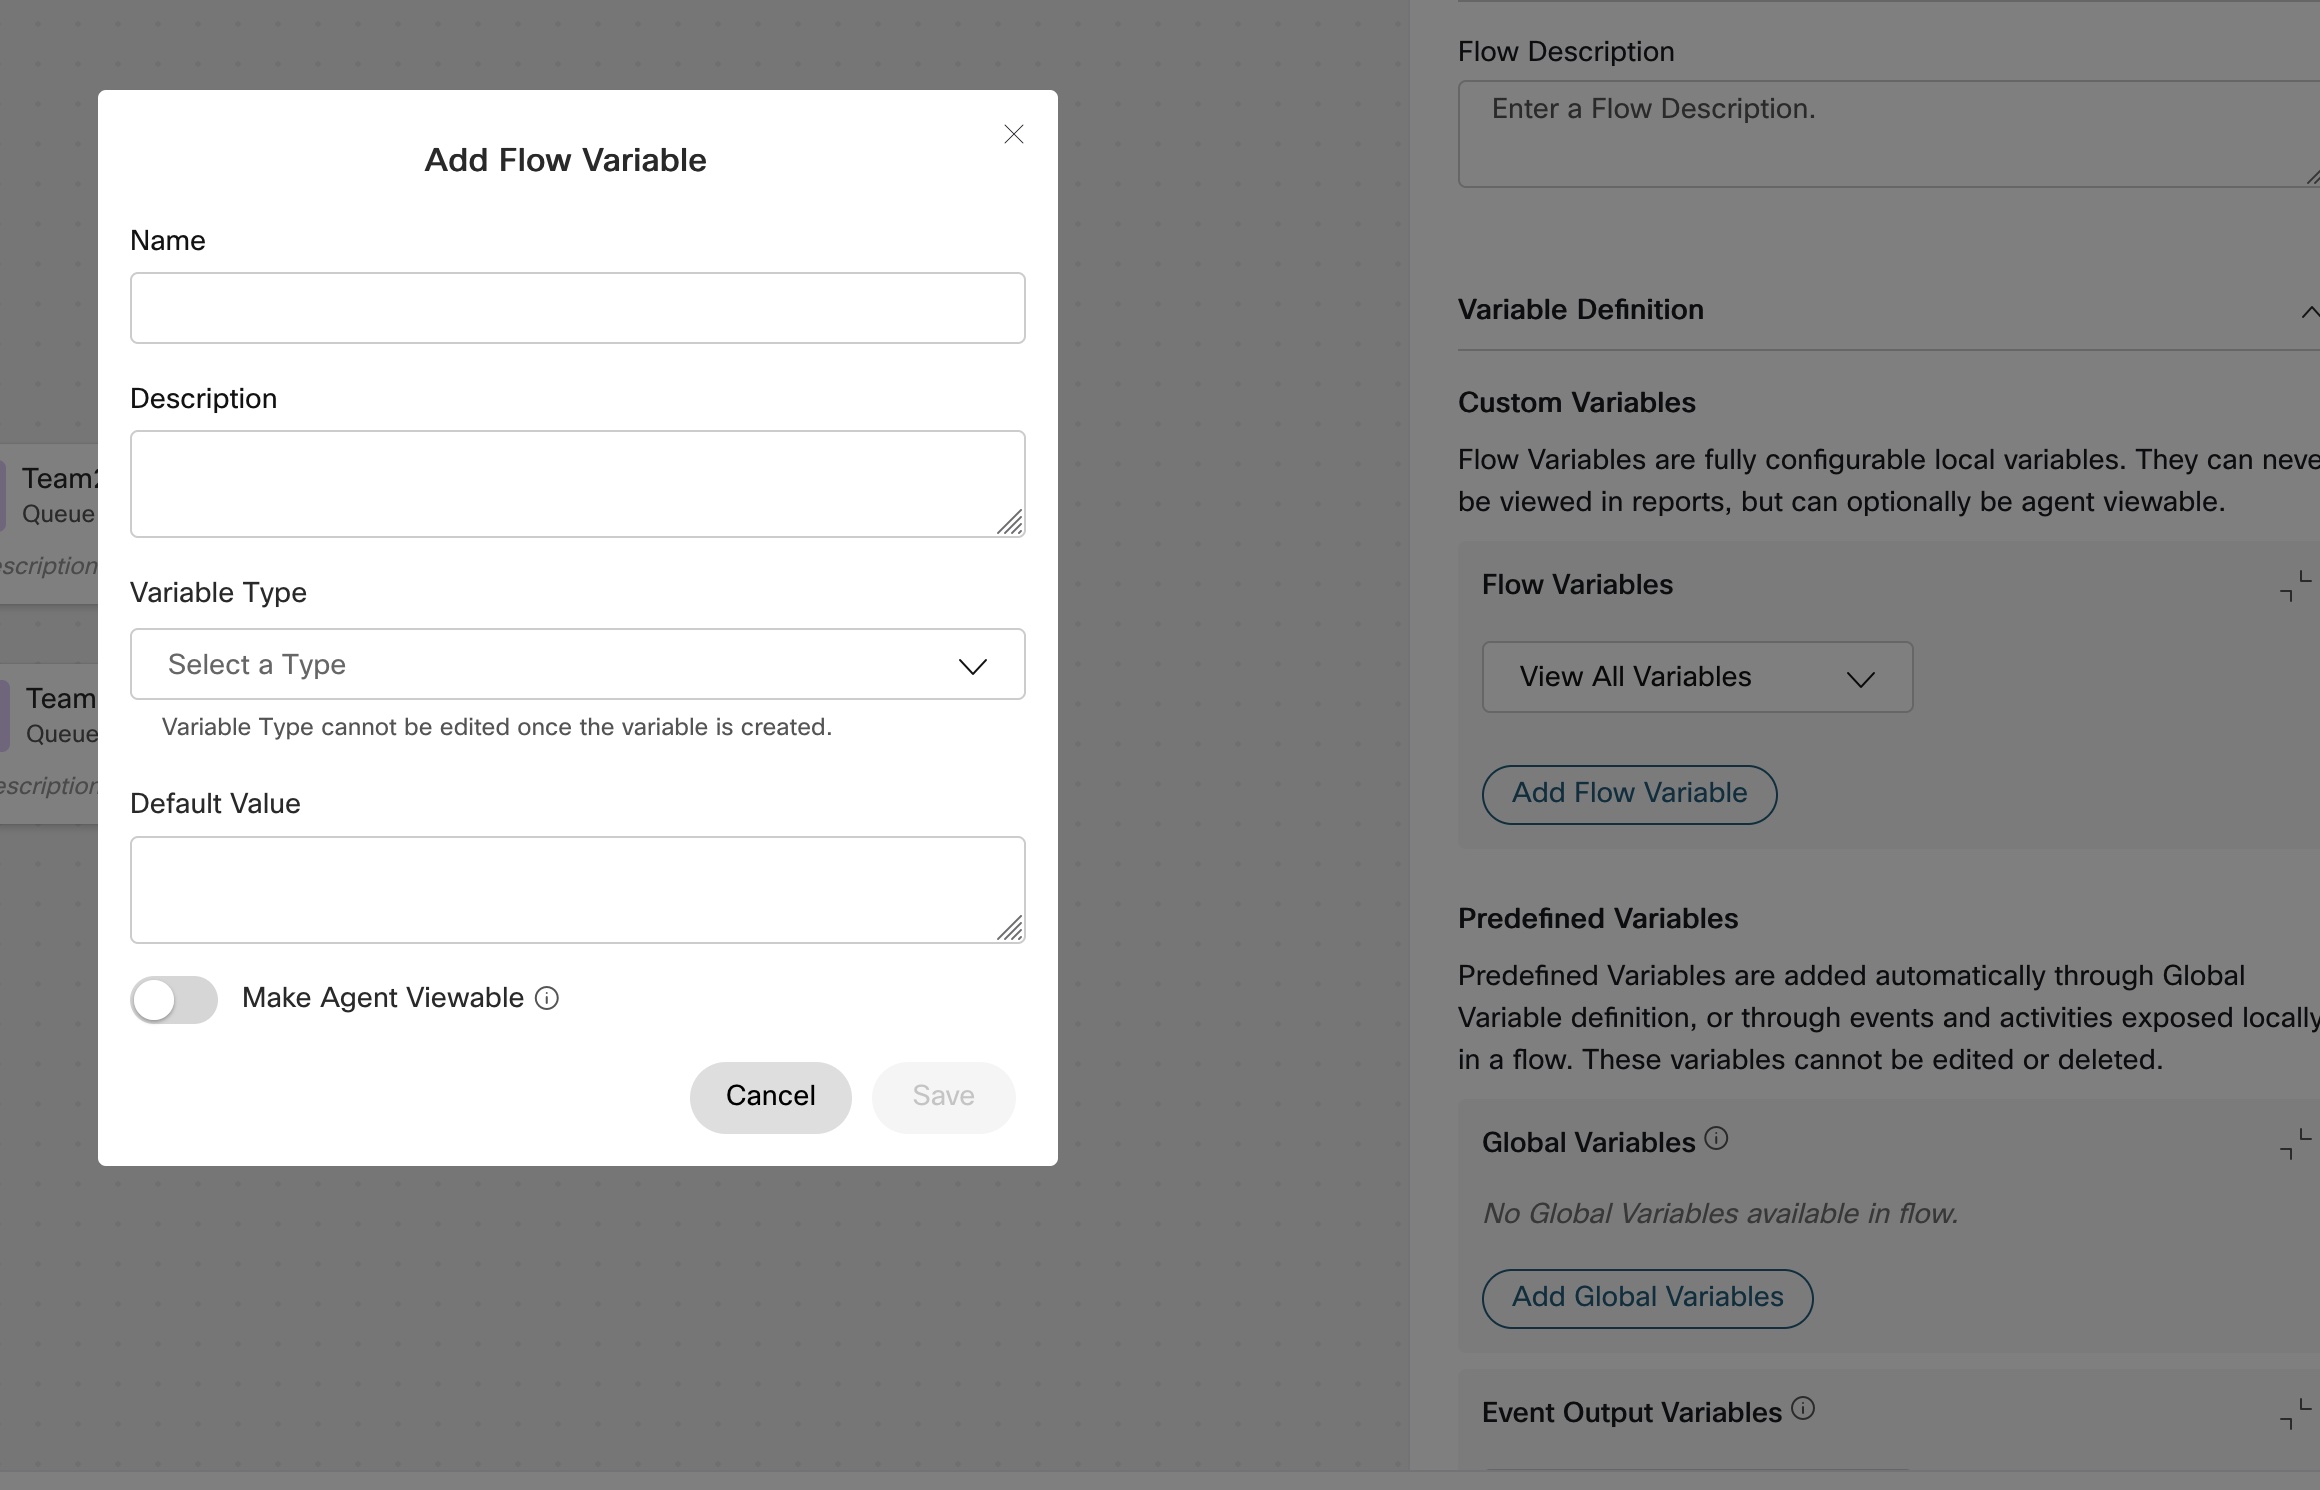 Add Flow Variable
Name
Description
Variable Type
Select a Type
Variable Type cannot be edited once the variable is created.
Default Value
Make Agent Viewable
Cancel
Save
Team2
Queue
escription
Team
Queue
escription
Flow Description
Enter a Flow Description.
Variable Definition
Custom Variables
Flow Variables are fully configurable local variables. They can neve
be viewed in reports, but can optionally be agent viewable.
Flow Variables
View All Variables
Add Flow Variable
Predefined Variables
Predefined Variables are added automatically through Global
Variable definition, or through events and activities exposed locally
in a flow. These variables cannot be edited or deleted.
Global Variables
No Global Variables available in flow.
Add Global Variables
Event Output Variables